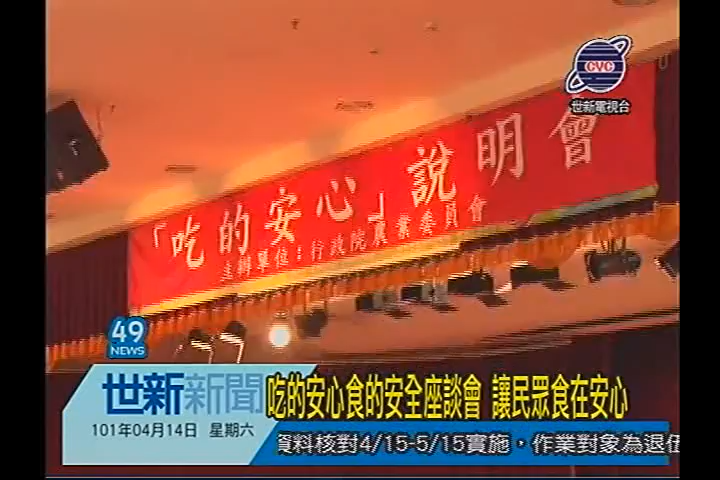 CVC
世新電視台
「吃的安心」說明會
主辦單位：行政院農業委員會
49
NEWS
世新新聞
吃的安心食的安全座談會 讓民眾食在安心
101年04月14日 星期六
資料核對4/15-5/15實施，作業對象為退伍